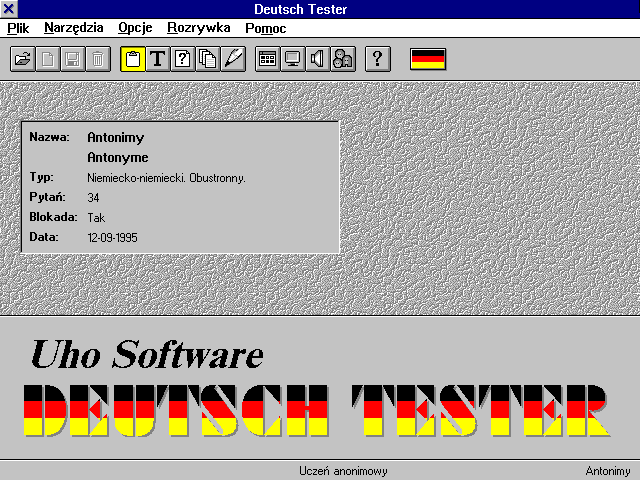 Deutsch Tester
Plik Narzędzia Opcje Rozrywka Pomoc
T ? ?
Nazwa: Antonimy
Antonyme
Typ: Niemiecko-niemiecki. Obustronny.
Pytań: 34
Blokada: Tak
Data: 12-09-1995
Uho Software
DEUTSCH TESTER
Uczeń anonimowy Antonimy